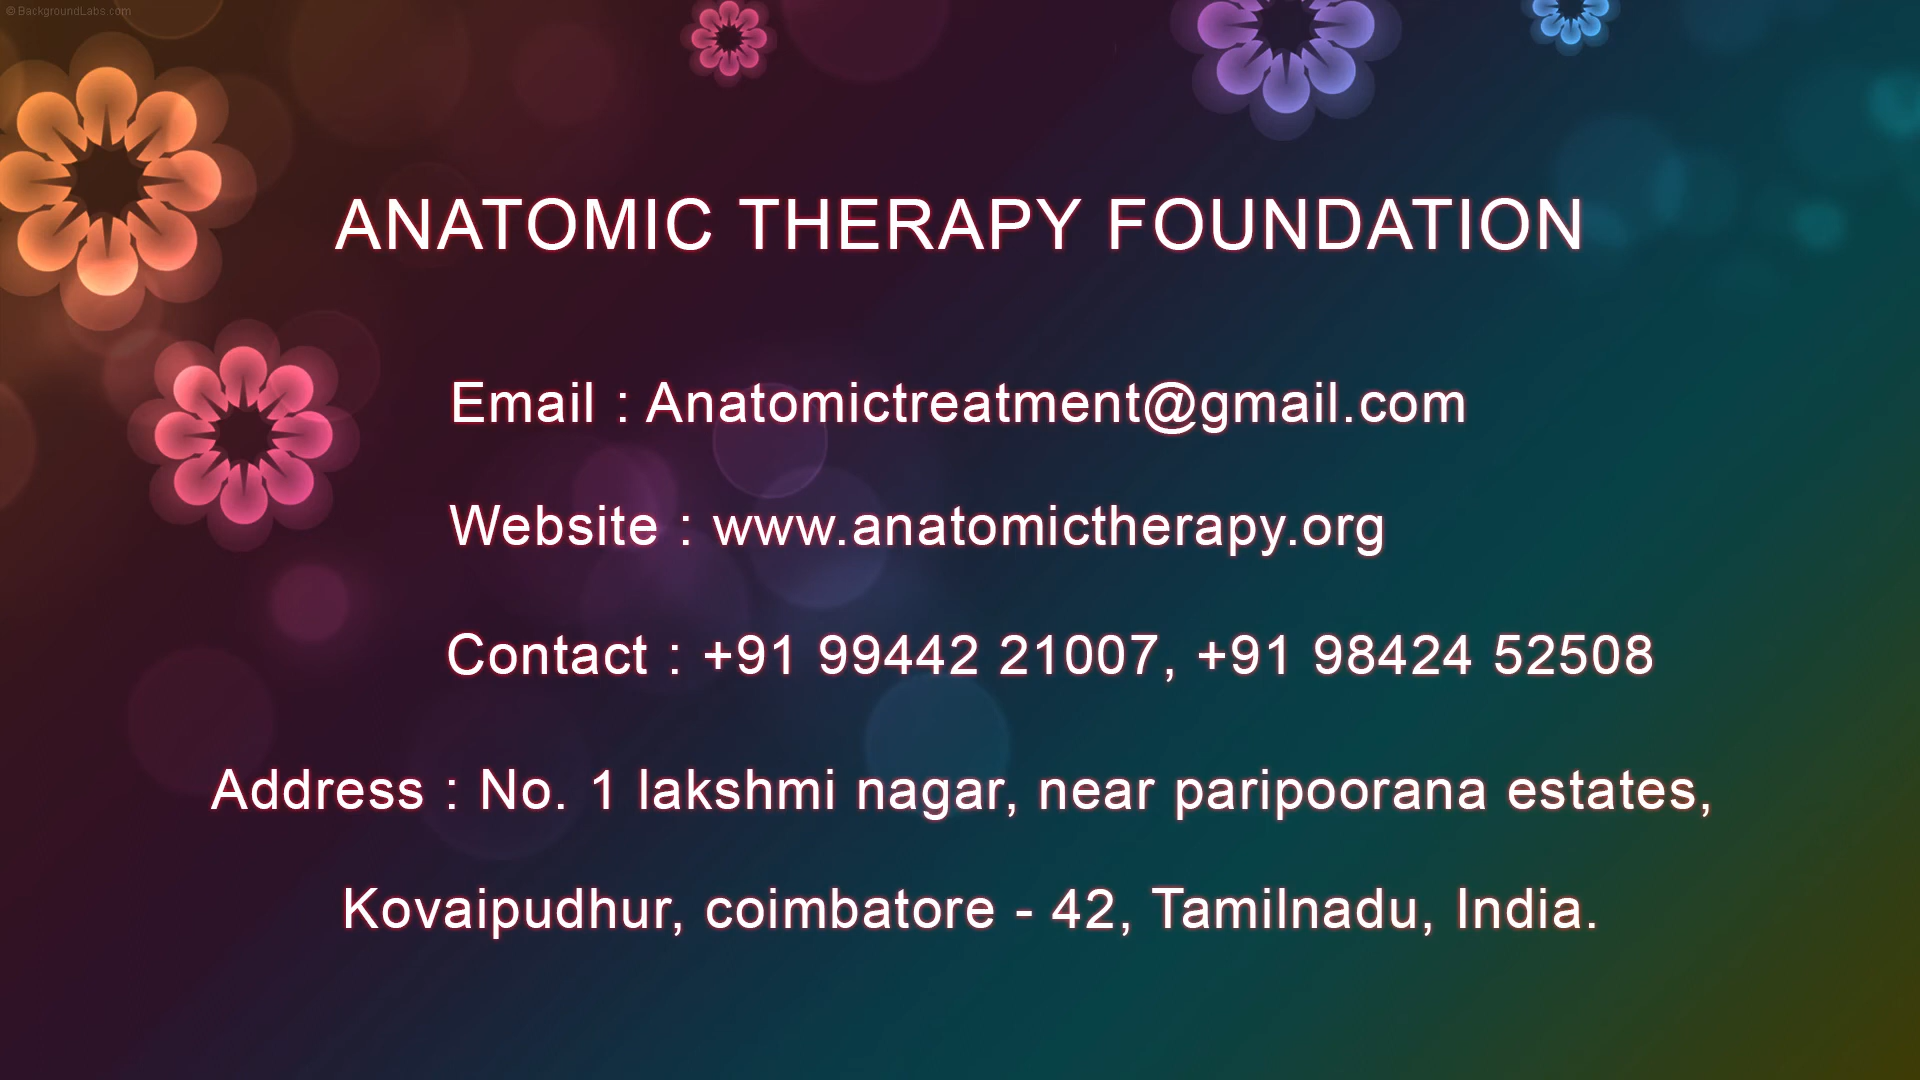 © BackgroundLabs.com
ANATOMIC THERAPY FOUNDATION
Email : Anatomictreatment@gmail.com
Website : www.anatomictherapy.org
Contact : +91 99442 21007, +91 98424 52508
Address : No. 1 lakshmi nagar, near paripoorana estates,
Kovaipudhur, coimbatore - 42, Tamilnadu, India.